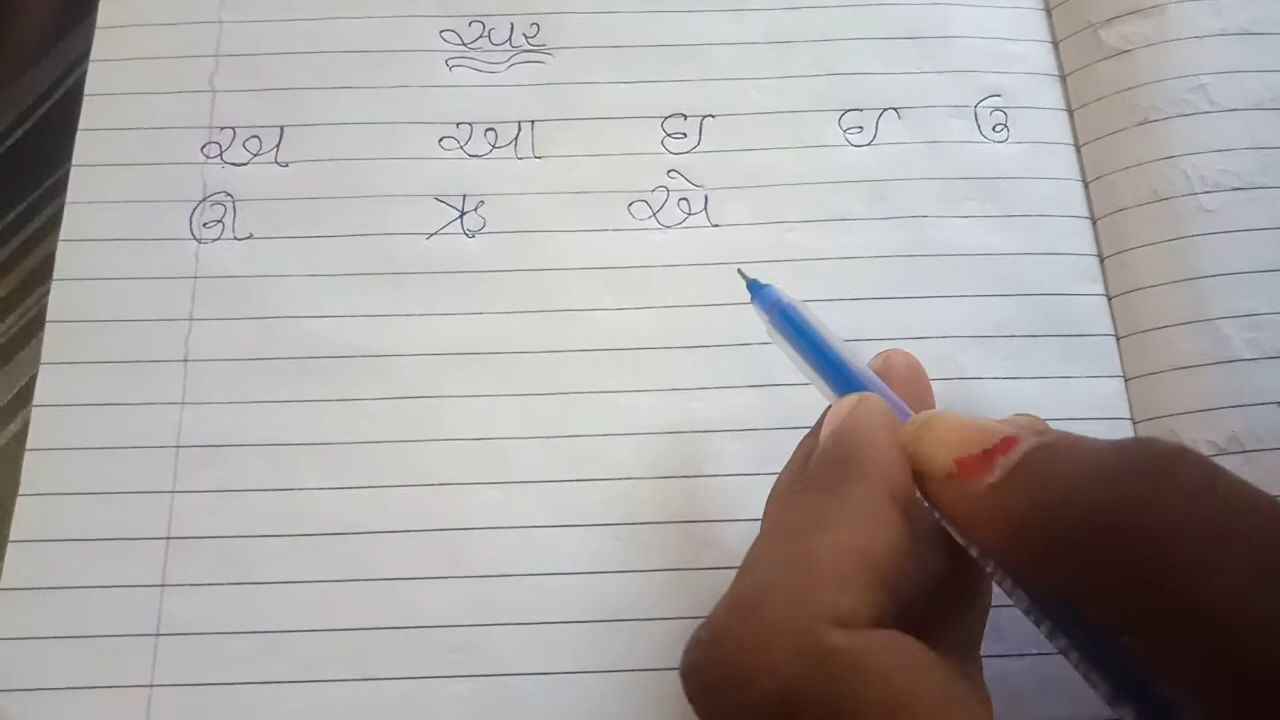 સ્વર
અ આ ઇ ઈ ઉ
ઊ ઋ એ